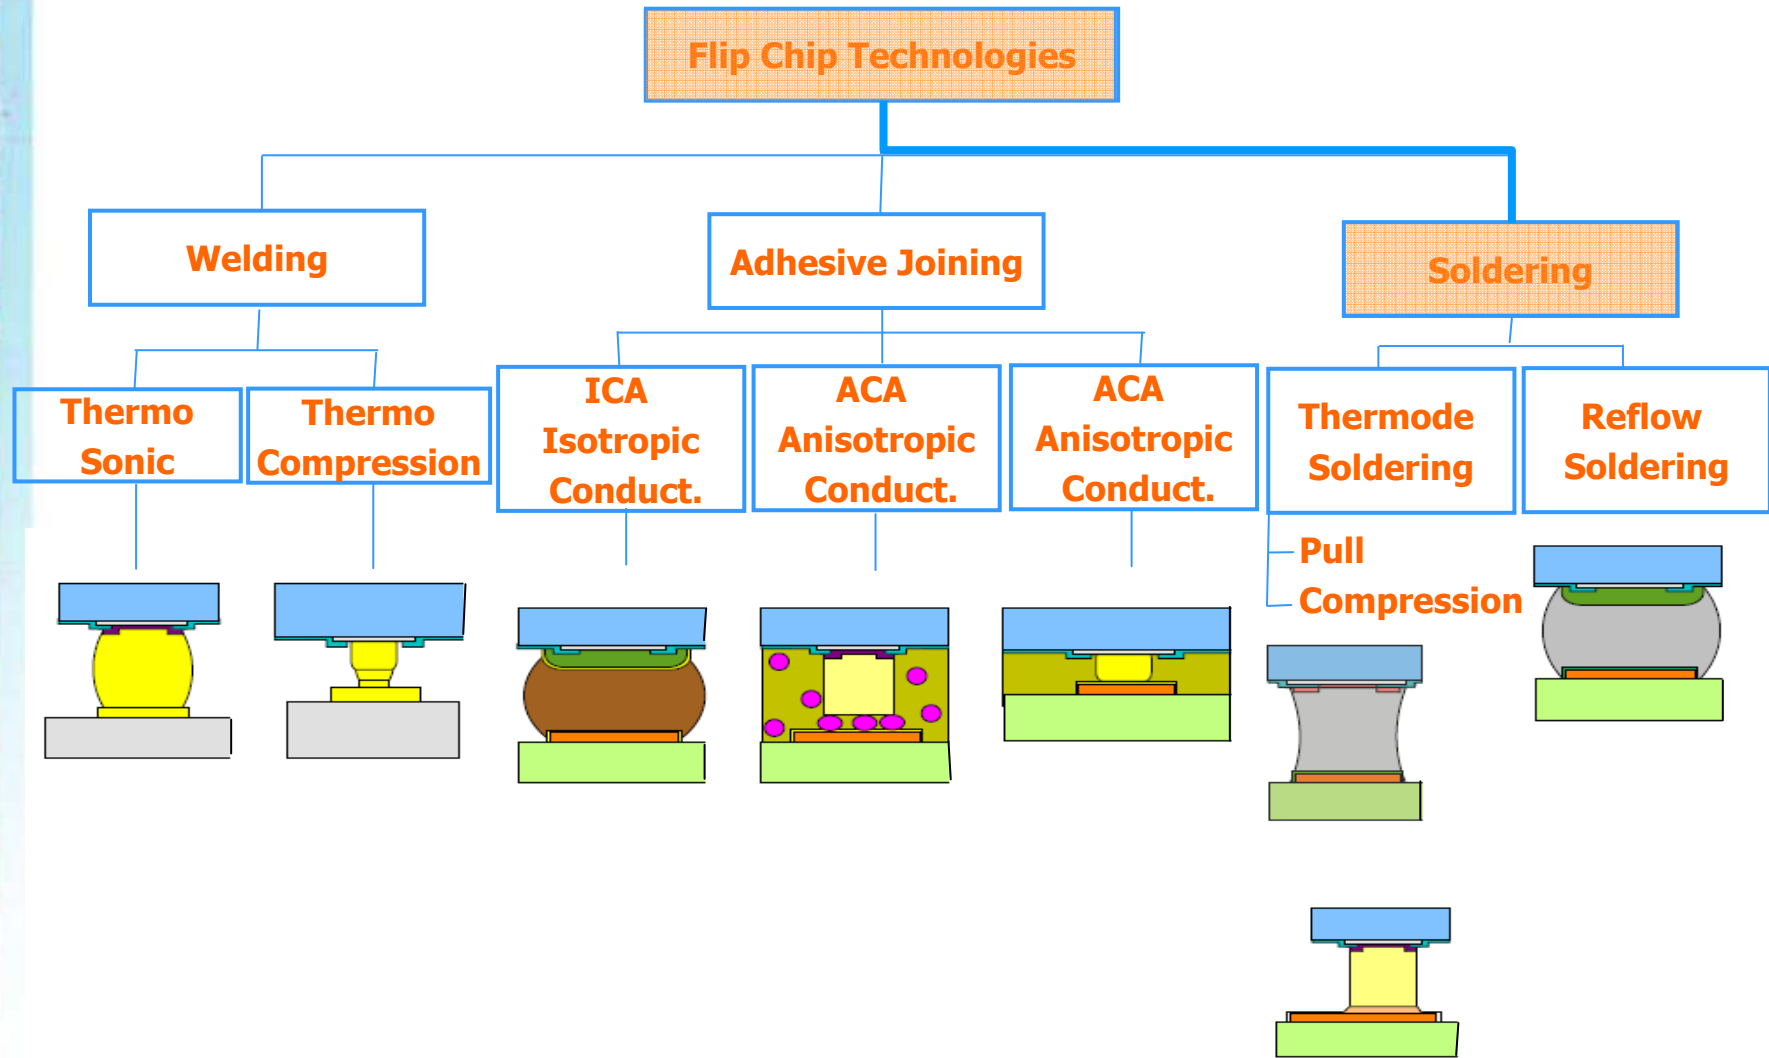 Flip Chip Technologies
Welding
Adhesive Joining
Soldering
Thermo
Sonic
Thermo
Compression
ICA
Isotropic
Conduct.
ACA
Anisotropic
Conduct.
ACA
Anisotropic
Conduct.
Thermode
Soldering
Reflow
Soldering
Pull
Compression